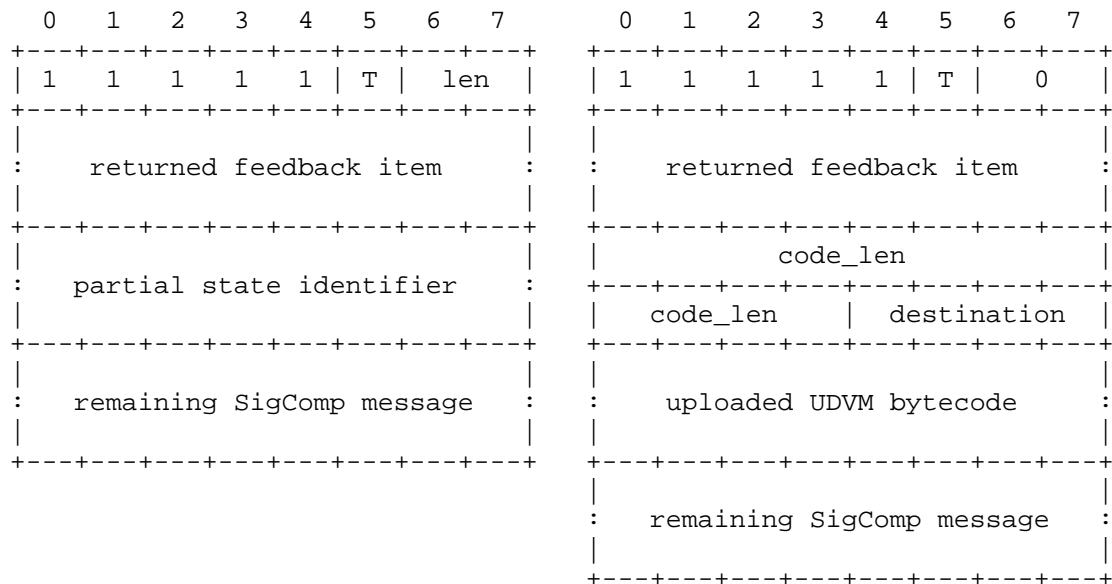 0   1   2   3   4   5   6   7       0   1   2   3   4   5   6   7
+---+---+---+---+---+---+---+---+   +---+---+---+---+---+---+---+---+
| 1   1   1   1   1 | T |  len  |   | 1   1   1   1   1 | T |   0   |
+---+---+---+---+---+---+---+---+   +---+---+---+---+---+---+---+---+
|                               |   |                               |
:    returned feedback item     :   :    returned feedback item     :
|                               |   |                               |
+---+---+---+---+---+---+---+---+   +---+---+---+---+---+---+---+---+
|                               |   |           code_len            |
:   partial state identifier    :   +---+---+---+---+---+---+---+---+
|                               |   |   code_len    |  destination  |
+---+---+---+---+---+---+---+---+   +---+---+---+---+---+---+---+---+
|                               |   |                               |
:   remaining SigComp message   :   :    uploaded UDVM bytecode     :
|                               |   |                               |
+---+---+---+---+---+---+---+---+   +---+---+---+---+---+---+---+---+
                                    |                               |
                                    :   remaining SigComp message   :
                                    |                               |
                                    +---+---+---+---+---+---+---+---+